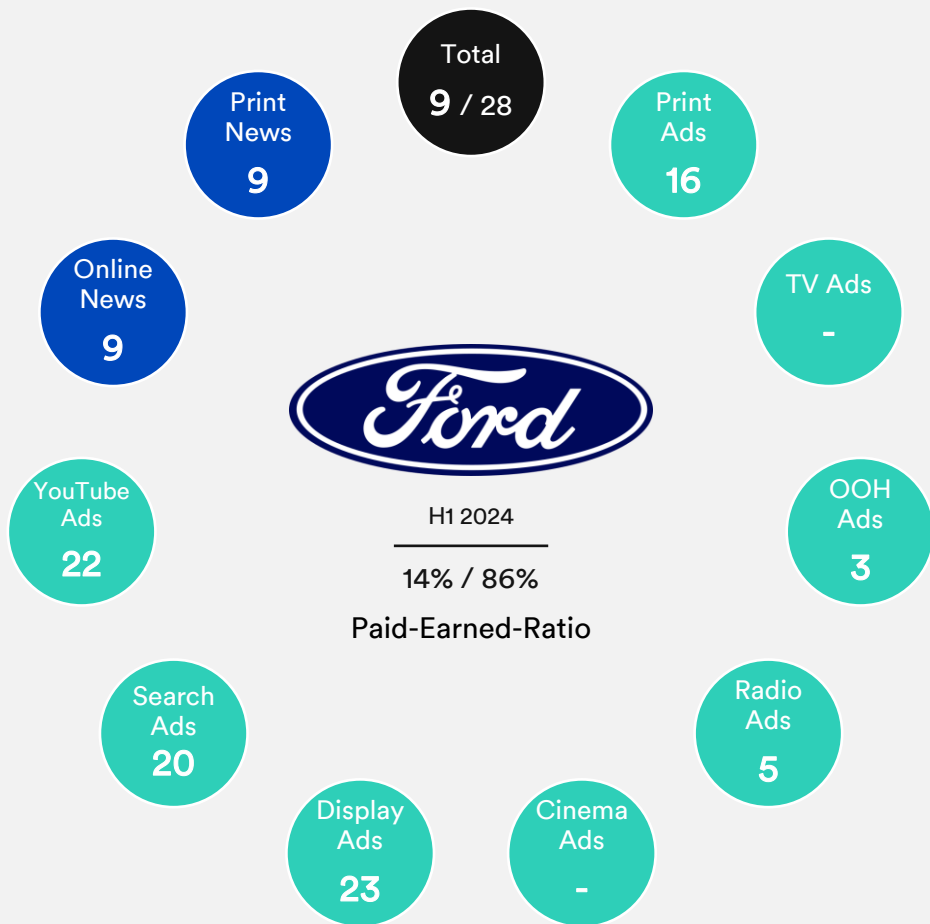 Total
9 / 28
Print
Ads
16
TV Ads
-
OOH
Ads
3
Radio
Ads
5
Cinema
Ads
-
Display
Ads
23
Search
Ads
20
YouTube
Ads
22
Online
News
9
Print
News
9
Ford
H1 2024
14% / 86%
Paid-Earned-Ratio